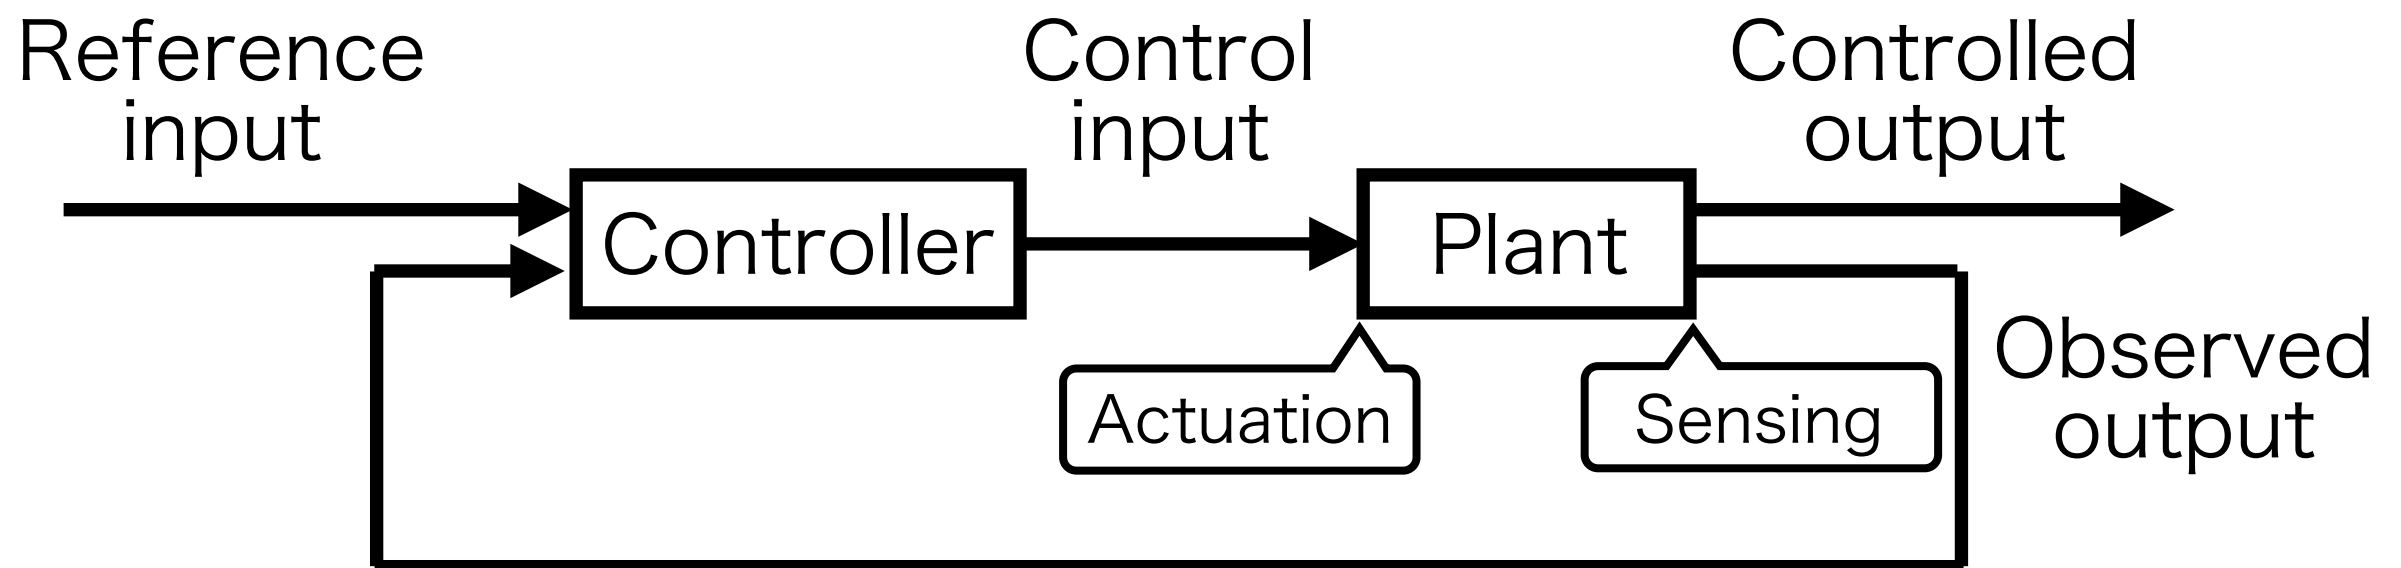 Reference
input
Control
input
Controlled
output
Controller
Plant
Observed
output
Actuation
Sensing